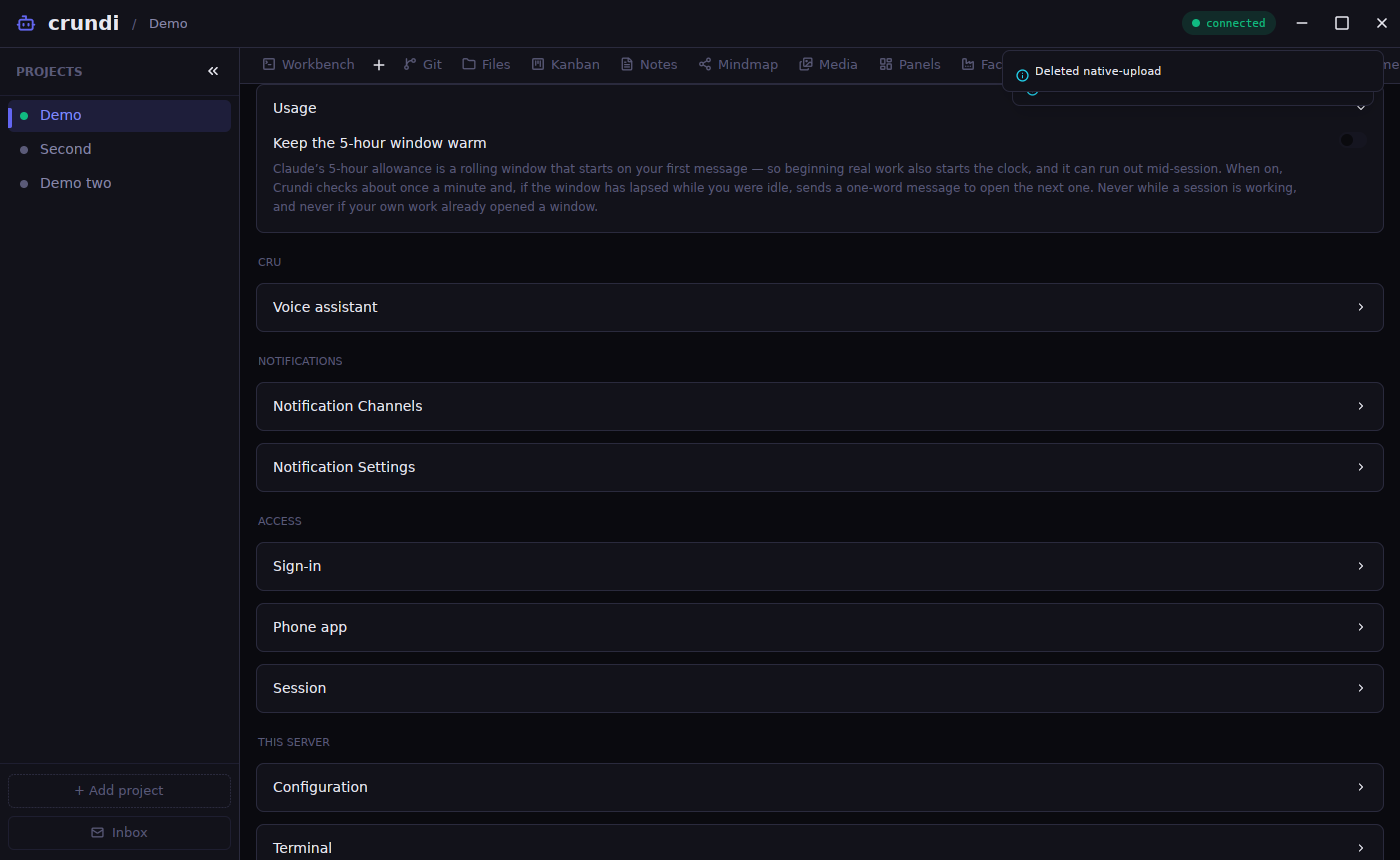 crundi / Demo
connected
PROJECTS
Demo
Second
Demo two
+ Add project
Inbox
Workbench
Git
Files
Kanban
Notes
Mindmap
Media
Panels
Deleted native-upload
Usage
Keep the 5-hour window warm
Claude’s 5-hour allowance is a rolling window that starts on your first message — so beginning real work also starts the clock, and it can run out mid-session. When on,
Crundi checks about once a minute and, if the window has lapsed while you were idle, sends a one-word message to open the next one. Never while a session is working,
and never if your own work already opened a window.
CRU
Voice assistant
NOTIFICATIONS
Notification Channels
Notification Settings
ACCESS
Sign-in
Phone app
Session
THIS SERVER
Configuration
Terminal